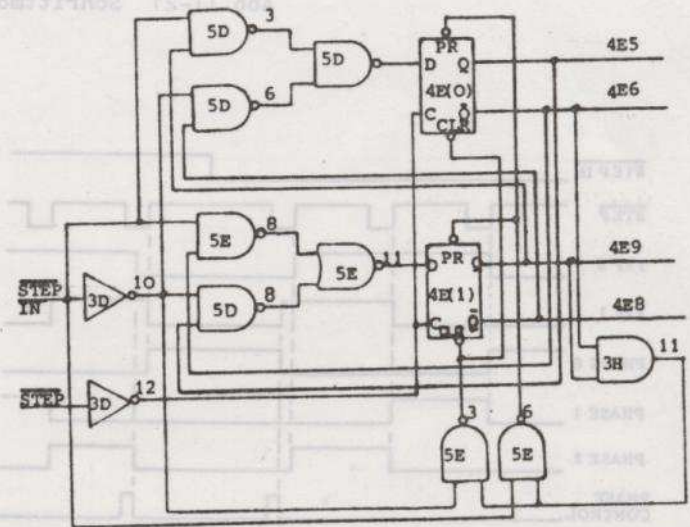 3
5D
5D
6
5D
PR
D Q
4E(0)
C Q̄
CLR
4E5
4E6
8
5E
5D
8
5E
11
PR
D Q
4E(1)
C Q̄
CLR
4E9
4E8
STEP
IN
3D
10
STEP
3D
12
3H
11
3
5E
6
5E